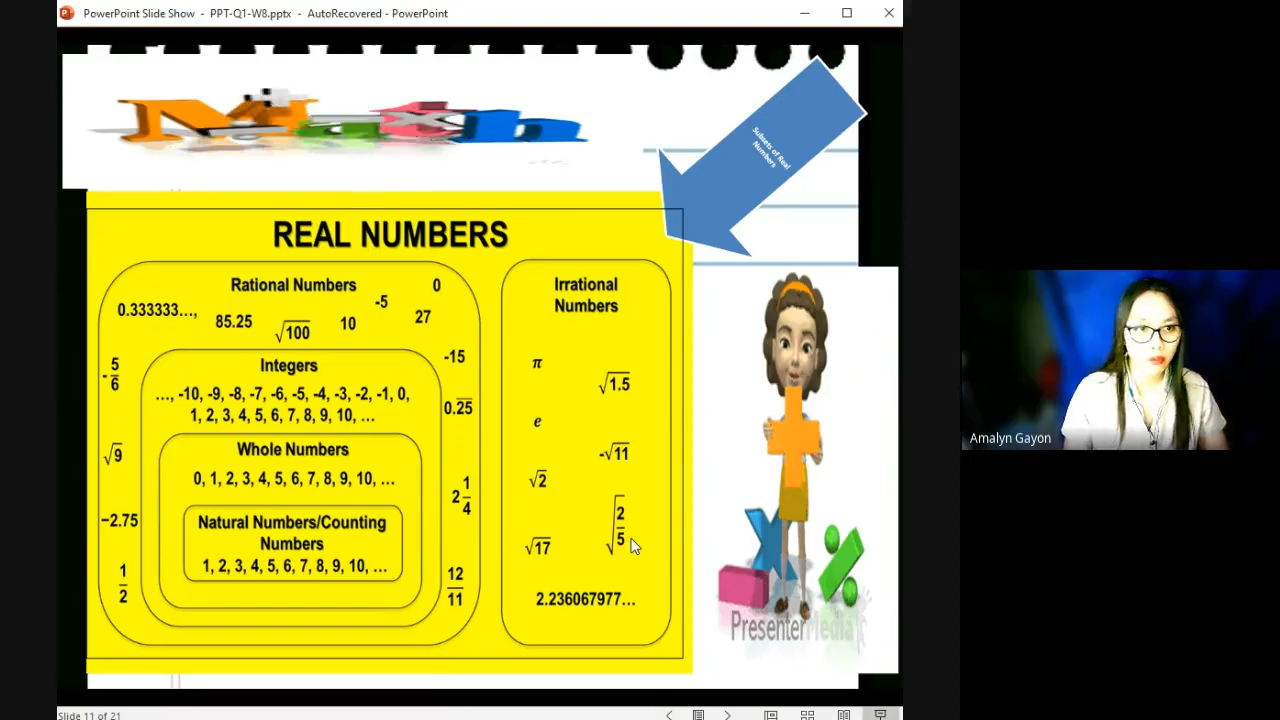 PowerPoint Slide Show - PPT-Q1-W8.pptx - AutoRecovered - PowerPoint
Math
Subsets of Real
Numbers
REAL NUMBERS
Rational Numbers
0
-5
0.333333...,
85.25
√100
10
27
-15
-5/6
0.25̅
√9
2 1/4
−2.75
1/2
12/11
Integers
..., -10, -9, -8, -7, -6, -5, -4, -3, -2, -1, 0,
1, 2, 3, 4, 5, 6, 7, 8, 9, 10, ...
Whole Numbers
0, 1, 2, 3, 4, 5, 6, 7, 8, 9, 10, ...
Natural Numbers/Counting
Numbers
1, 2, 3, 4, 5, 6, 7, 8, 9, 10, ...
Irrational
Numbers
π
√1.5
e
-√11
√2
√(2/5)
√17
2.236067977...
PresenterMedia
Amalyn Gayon
Slide 11 of 21